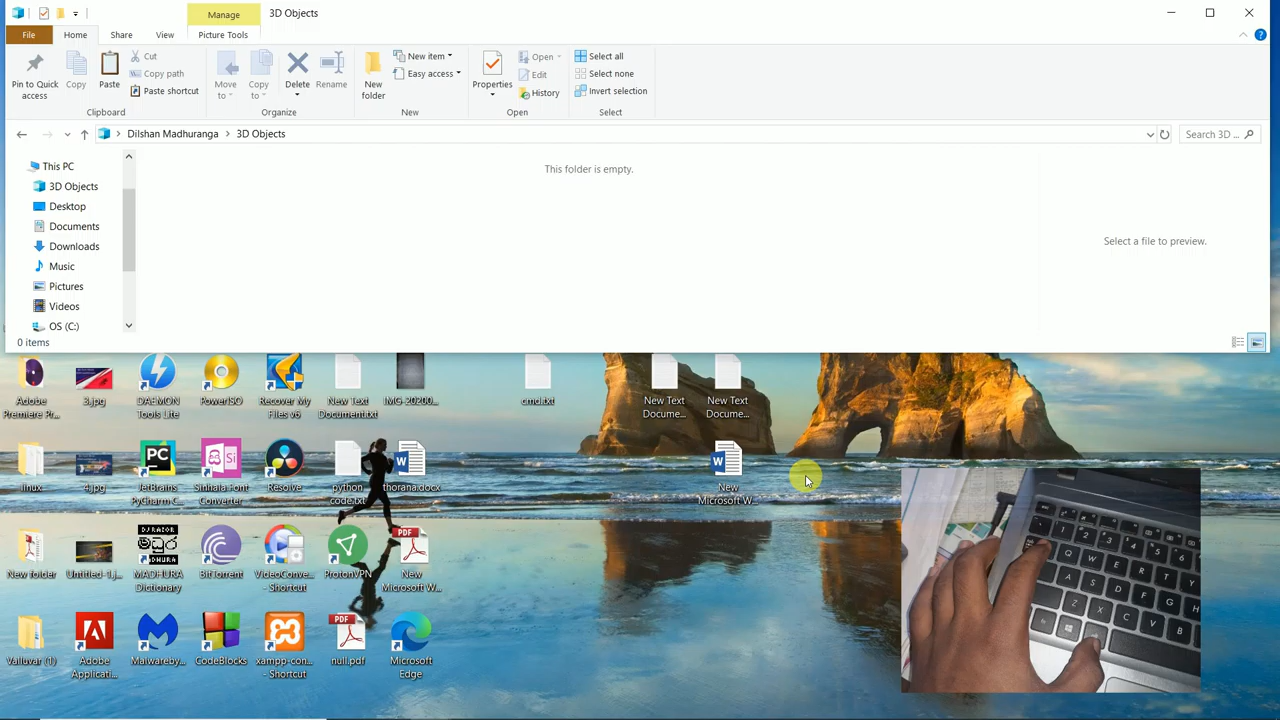 Manage
3D Objects
File
Home
Share
View
Picture Tools
Pin to Quick access
Copy
Paste
Cut
Copy path
Paste shortcut
Clipboard
Move to
Copy to
Delete
Rename
Organize
New folder
New item
Easy access
New
Properties
Open
Edit
History
Open
Select all
Select none
Invert selection
Select
Dilshan Madhuranga
3D Objects
Search 3D ...
This PC
3D Objects
Desktop
Documents
Downloads
Music
Pictures
Videos
OS (C:)
This folder is empty.
Select a file to preview.
0 items
Adobe
Premiere Pr...
3.jpg
DAEMON
Tools Lite
PowerISO
Recover My
Files v6
New Text
Document.txt
IMG-20200...
cmd.txt
New Text
Docume...
New Text
Docume...
linux
4.jpg
JetBrains
PyCharm C...
Sinhala Font
Converter
Resolve
python
code.txt
thorana.docx
New
Microsoft W...
New folder
Untitled-1.j...
MADHURA
Dictionary
BitTorrent
VideoConve...
- Shortcut
ProtonVPN
New
Microsoft W...
Valluvar (1)
Adobe
Applicati...
Malwareby...
CodeBlocks
xampp-con...
- Shortcut
null.pdf
Microsoft
Edge